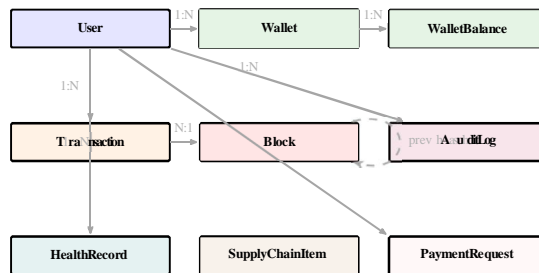 User
1:N
Wallet
1:N
WalletBalance
1:N
1:N
Transaction
N:1
Block
prev
AuditLog
HealthRecord
SupplyChainItem
PaymentRequest